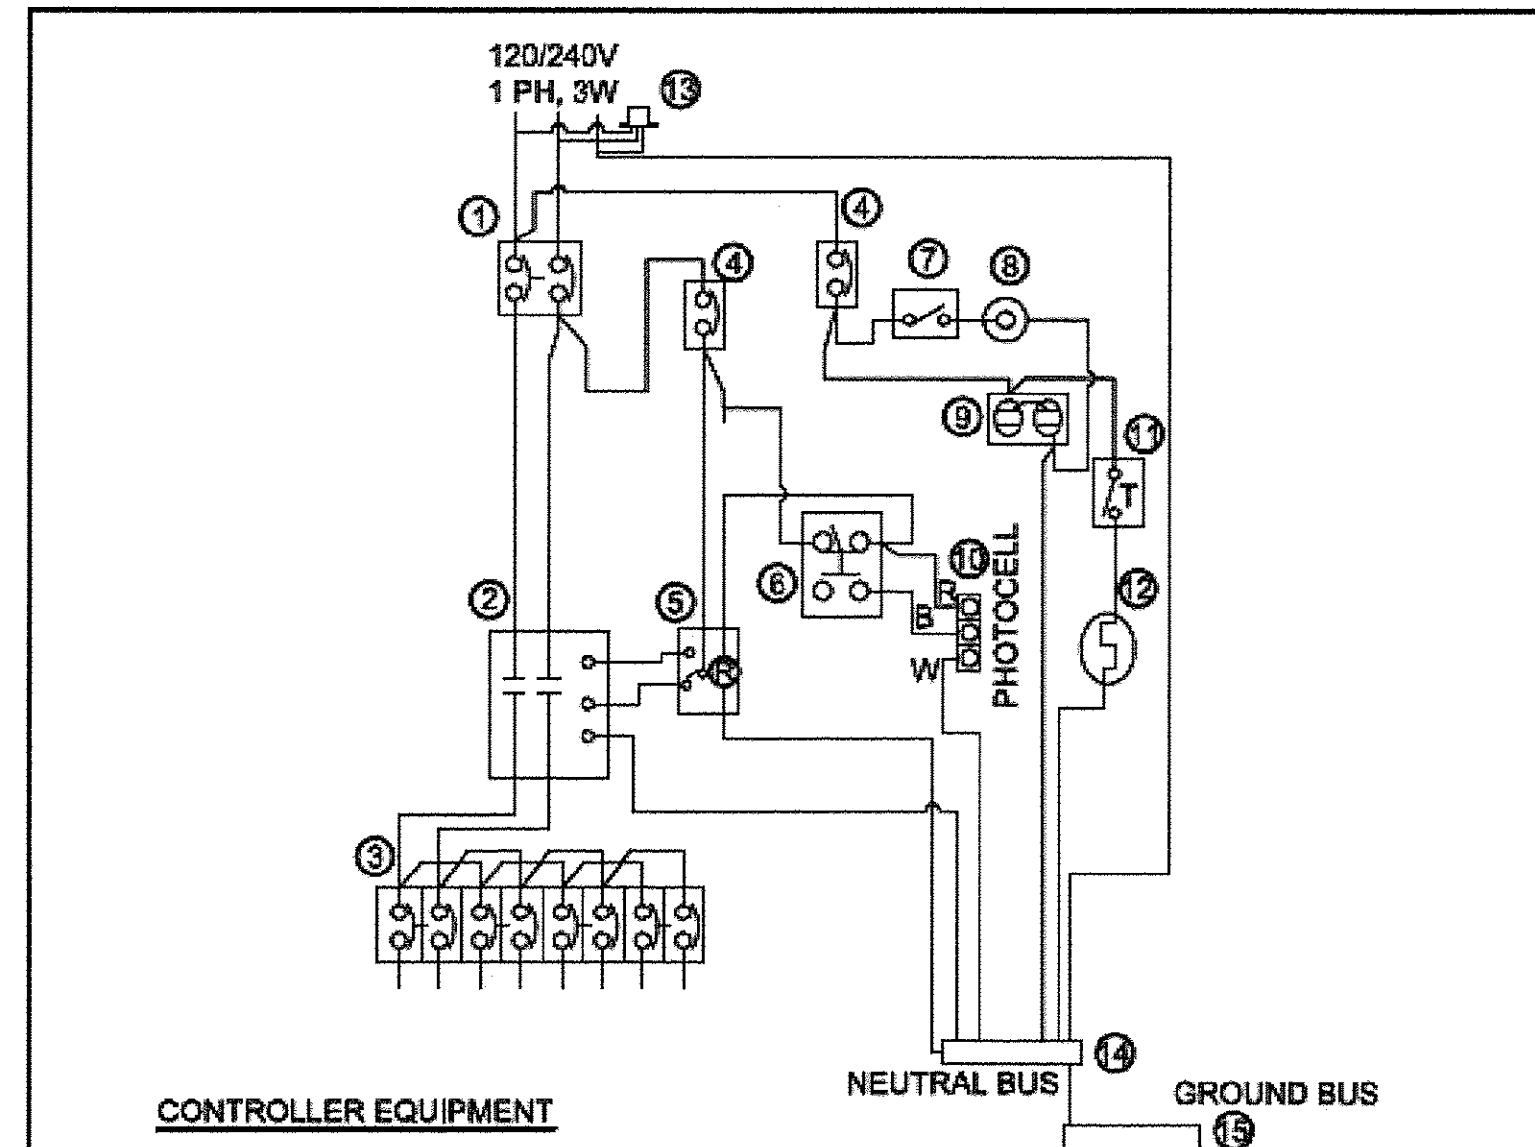 120/240V
1 PH, 3W
13
1
4
4
7
8
9
11
10
PHOTOCELL
T
R
B
W
6
12
2
5
R
3
14
NEUTRAL BUS
GROUND BUS
15
CONTROLLER EQUIPMENT